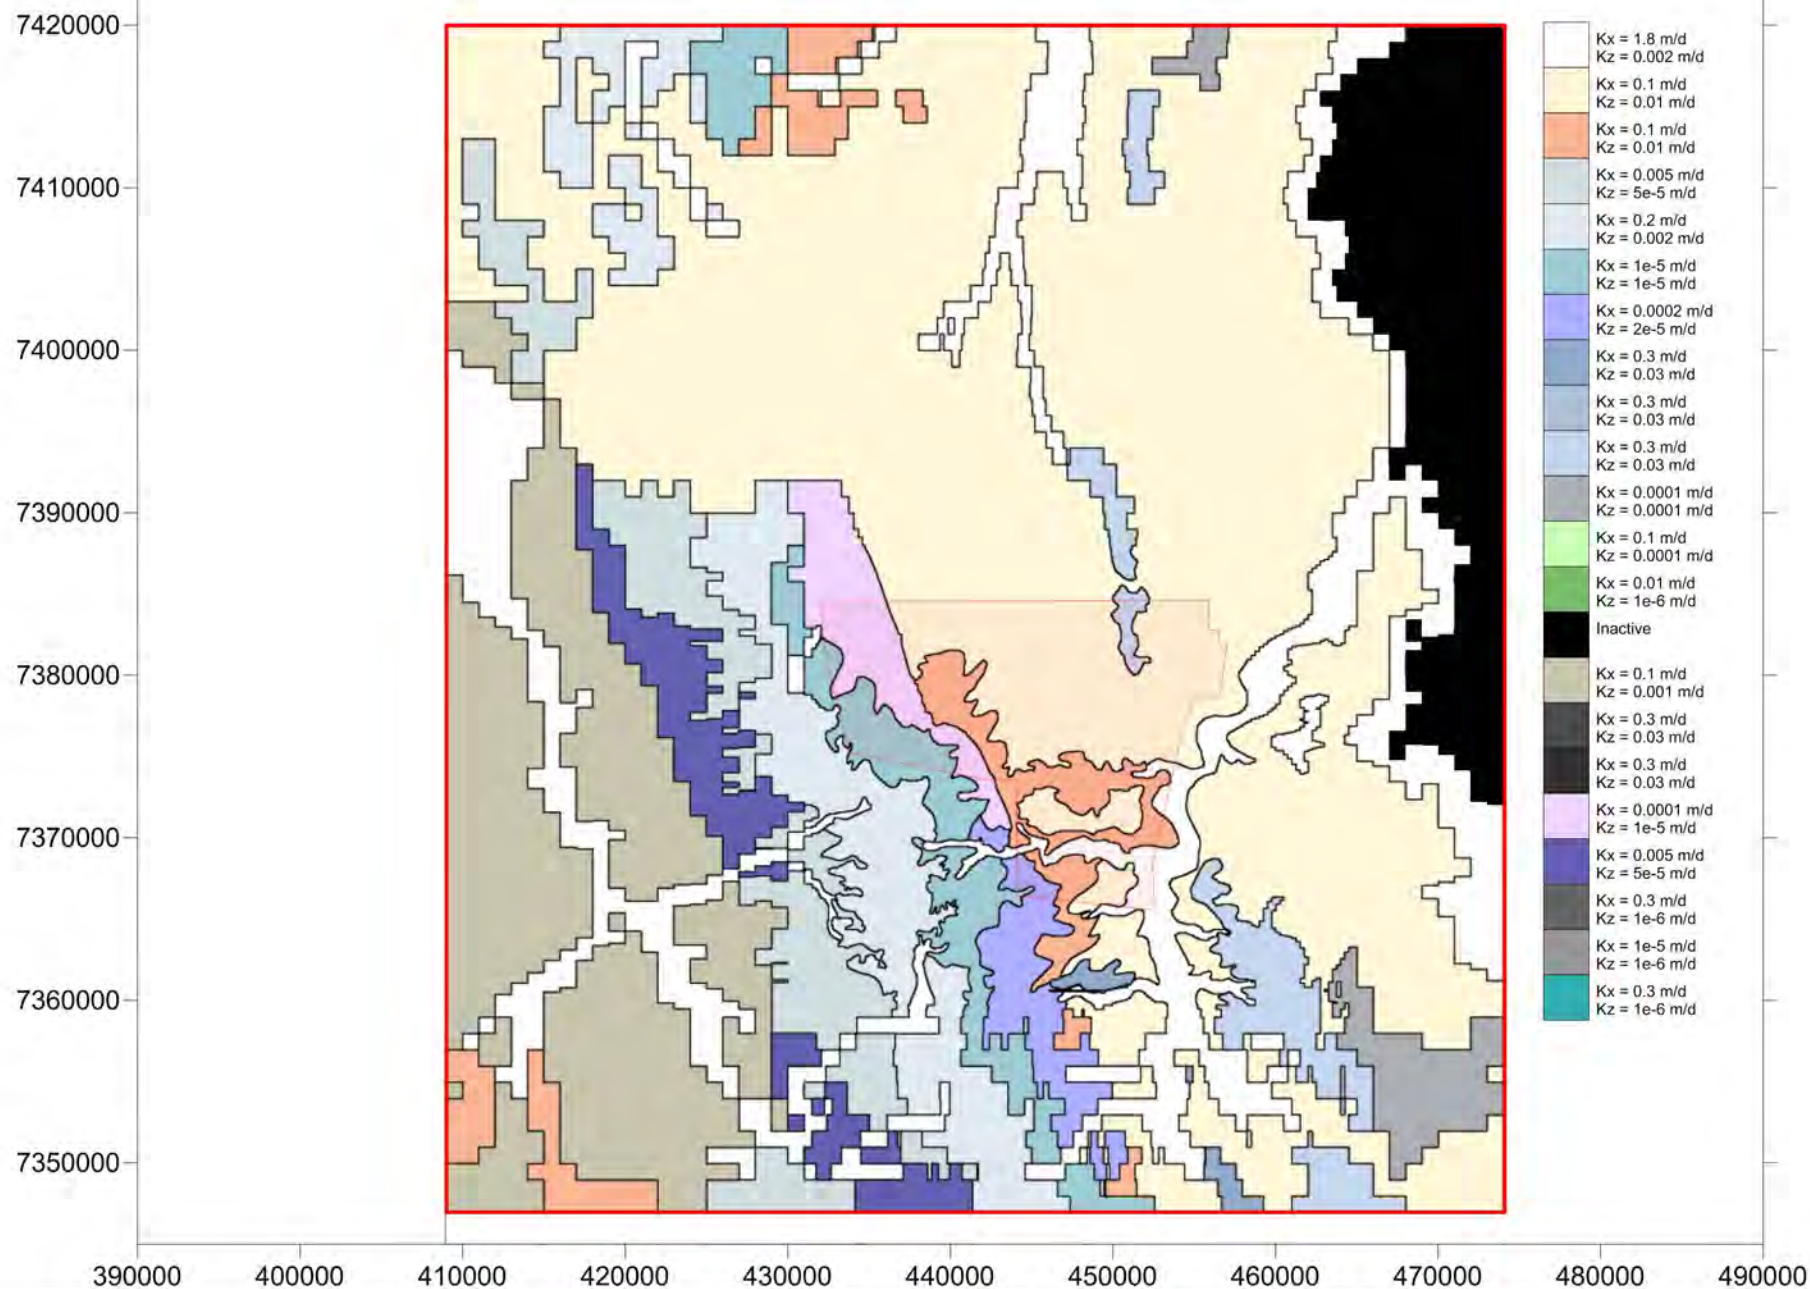 7420000
7410000
7400000
7390000
7380000
7370000
7360000
7350000
390000 400000 410000 420000 430000 440000 450000 460000 470000 480000 490000
Kx = 1.8 m/d
Kz = 0.002 m/d
Kx = 0.1 m/d
Kz = 0.01 m/d
Kx = 0.1 m/d
Kz = 0.01 m/d
Kx = 0.005 m/d
Kz = 5e-5 m/d
Kx = 0.2 m/d
Kz = 0.002 m/d
Kx = 1e-5 m/d
Kz = 1e-5 m/d
Kx = 0.0002 m/d
Kz = 2e-5 m/d
Kx = 0.3 m/d
Kz = 0.03 m/d
Kx = 0.3 m/d
Kz = 0.03 m/d
Kx = 0.3 m/d
Kz = 0.03 m/d
Kx = 0.0001 m/d
Kz = 0.0001 m/d
Kx = 0.1 m/d
Kz = 0.0001 m/d
Kx = 0.01 m/d
Kz = 1e-6 m/d
Inactive
Kx = 0.1 m/d
Kz = 0.001 m/d
Kx = 0.3 m/d
Kz = 0.03 m/d
Kx = 0.3 m/d
Kz = 0.03 m/d
Kx = 0.0001 m/d
Kz = 1e-5 m/d
Kx = 0.005 m/d
Kz = 5e-5 m/d
Kx = 0.3 m/d
Kz = 1e-6 m/d
Kx = 1e-5 m/d
Kz = 1e-6 m/d
Kx = 0.3 m/d
Kz = 1e-6 m/d